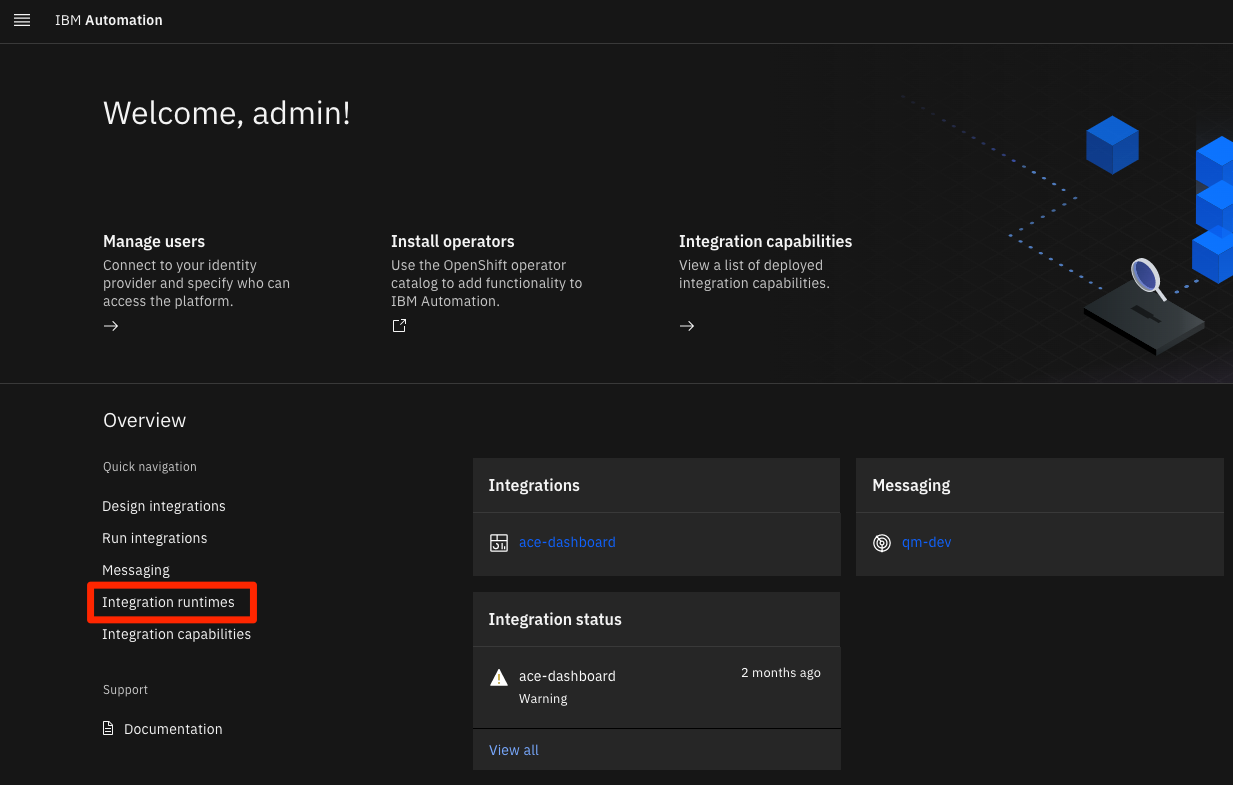 IBM Automation
Welcome, admin!
Manage users
Connect to your identity
provider and specify who can
access the platform.
Install operators
Use the OpenShift operator
catalog to add functionality to
IBM Automation.
Integration capabilities
View a list of deployed
integration capabilities.
Overview
Quick navigation
Design integrations
Run integrations
Messaging
Integration runtimes
Integration capabilities
Support
Documentation
Integrations
ace-dashboard
Messaging
qm-dev
Integration status
ace-dashboard
2 months ago
Warning
View all